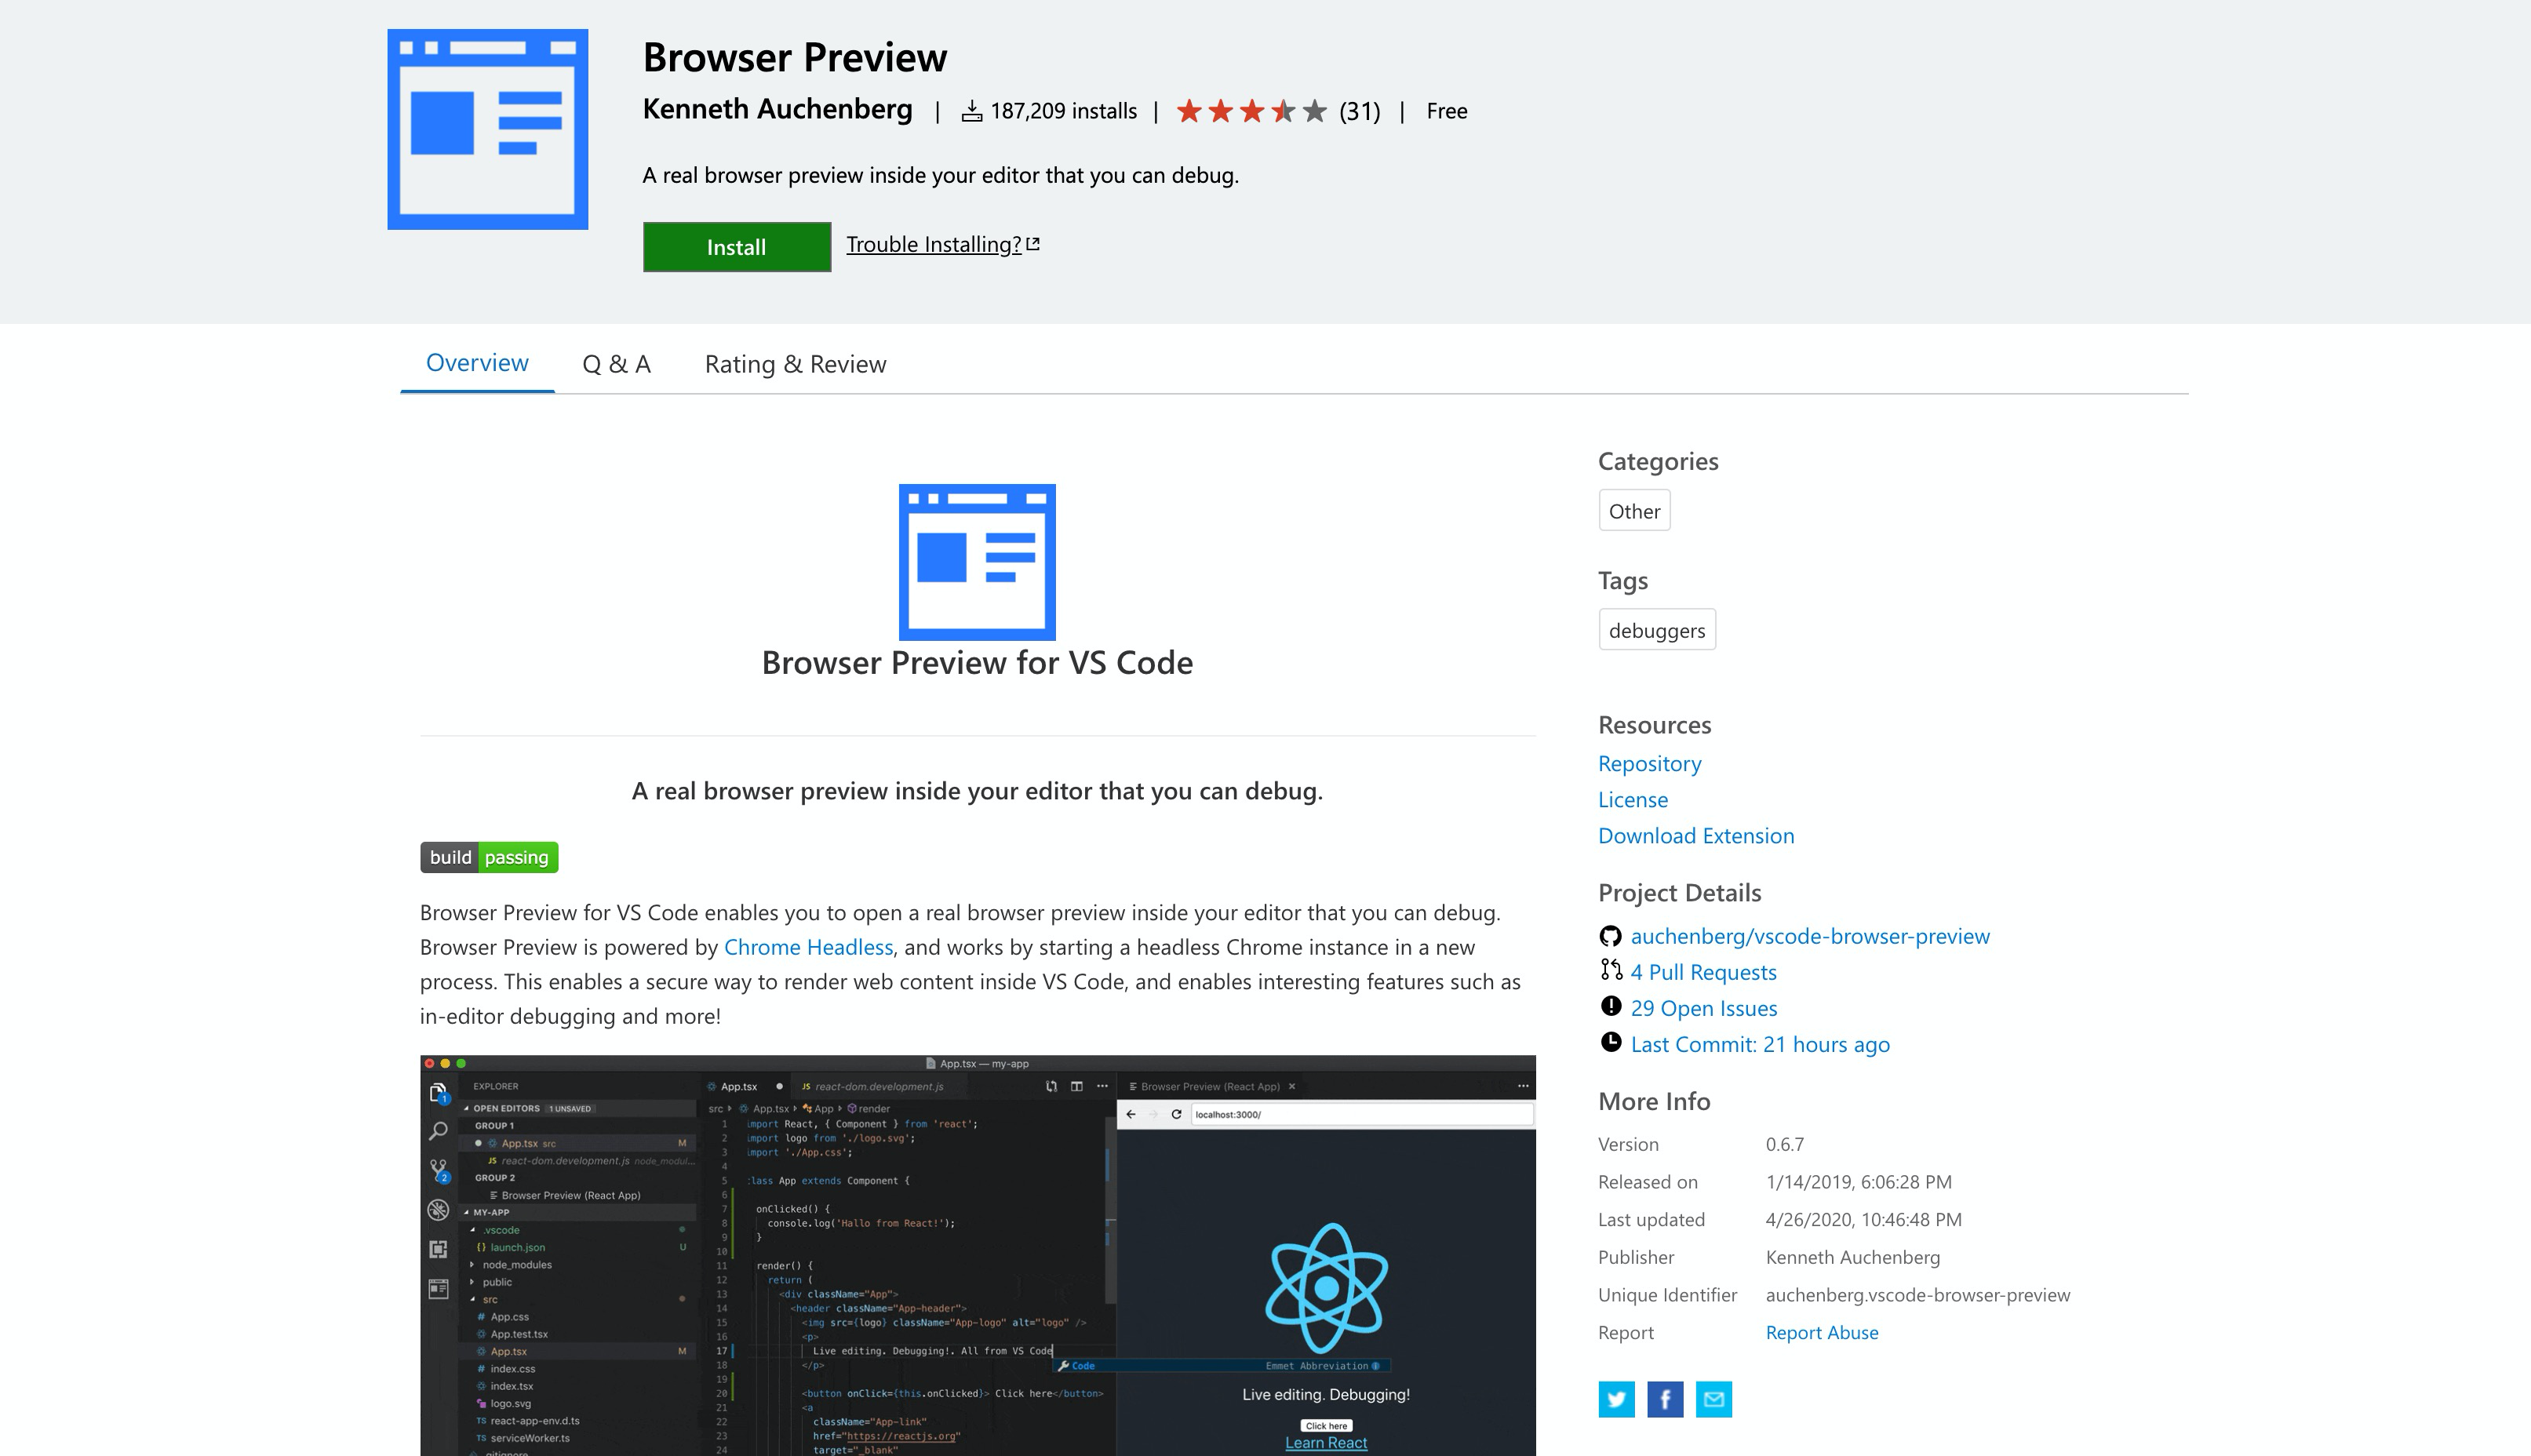 Browser Preview
Kenneth Auchenberg | 187,209 installs | (31) | Free
A real browser preview inside your editor that you can debug.
Install Trouble Installing?
Overview Q & A Rating & Review
Browser Preview for VS Code
A real browser preview inside your editor that you can debug.
build passing
Browser Preview for VS Code enables you to open a real browser preview inside your editor that you can debug.
Browser Preview is powered by Chrome Headless, and works by starting a headless Chrome instance in a new
process. This enables a secure way to render web content inside VS Code, and enables interesting features such as
in-editor debugging and more!
App.tsx — my-app
EXPLORER
OPEN EDITORS 1 UNSAVED
GROUP 1
App.tsx src M
JS react-dom.development.js node_modul...
GROUP 2
Browser Preview (React App)
MY-APP
.vscode
{} launch.json U
node_modules
public
src
# App.css
App.test.tsx
App.tsx M
# index.css
index.tsx
logo.svg
TS react-app-env.d.ts
TS serviceWorker.ts
.gitignore
1
2
App.tsx JS react-dom.development.js
src App.tsx App render
1 import React, { Component } from 'react';
2 import logo from './logo.svg';
3 import './App.css';
4
5 class App extends Component {
6
7 onClicked() {
8 console.log('Hallo from React!');
9 }
10
11 render() {
12 return (
13 <div className="App">
14 <header className="App-header">
15 <img src={logo} className="App-logo" alt="logo" />
16 <p>
17 Live editing. Debugging!. All from VS Code
18 </p>
19
20 <button onClick={this.onClicked}> Click here</button>
21 <a
22 className="App-link"
23 href="https://reactjs.org"
24 target="_blank"
Code Emmet Abbreviation
Browser Preview (React App)
localhost:3000/
Live editing. Debugging!
Click here
Learn React
Categories
Other
Tags
debuggers
Resources
Repository
License
Download Extension
Project Details
auchenberg/vscode-browser-preview
4 Pull Requests
29 Open Issues
Last Commit: 21 hours ago
More Info
Version 0.6.7
Released on 1/14/2019, 6:06:28 PM
Last updated 4/26/2020, 10:46:48 PM
Publisher Kenneth Auchenberg
Unique Identifier auchenberg.vscode-browser-preview
Report Report Abuse